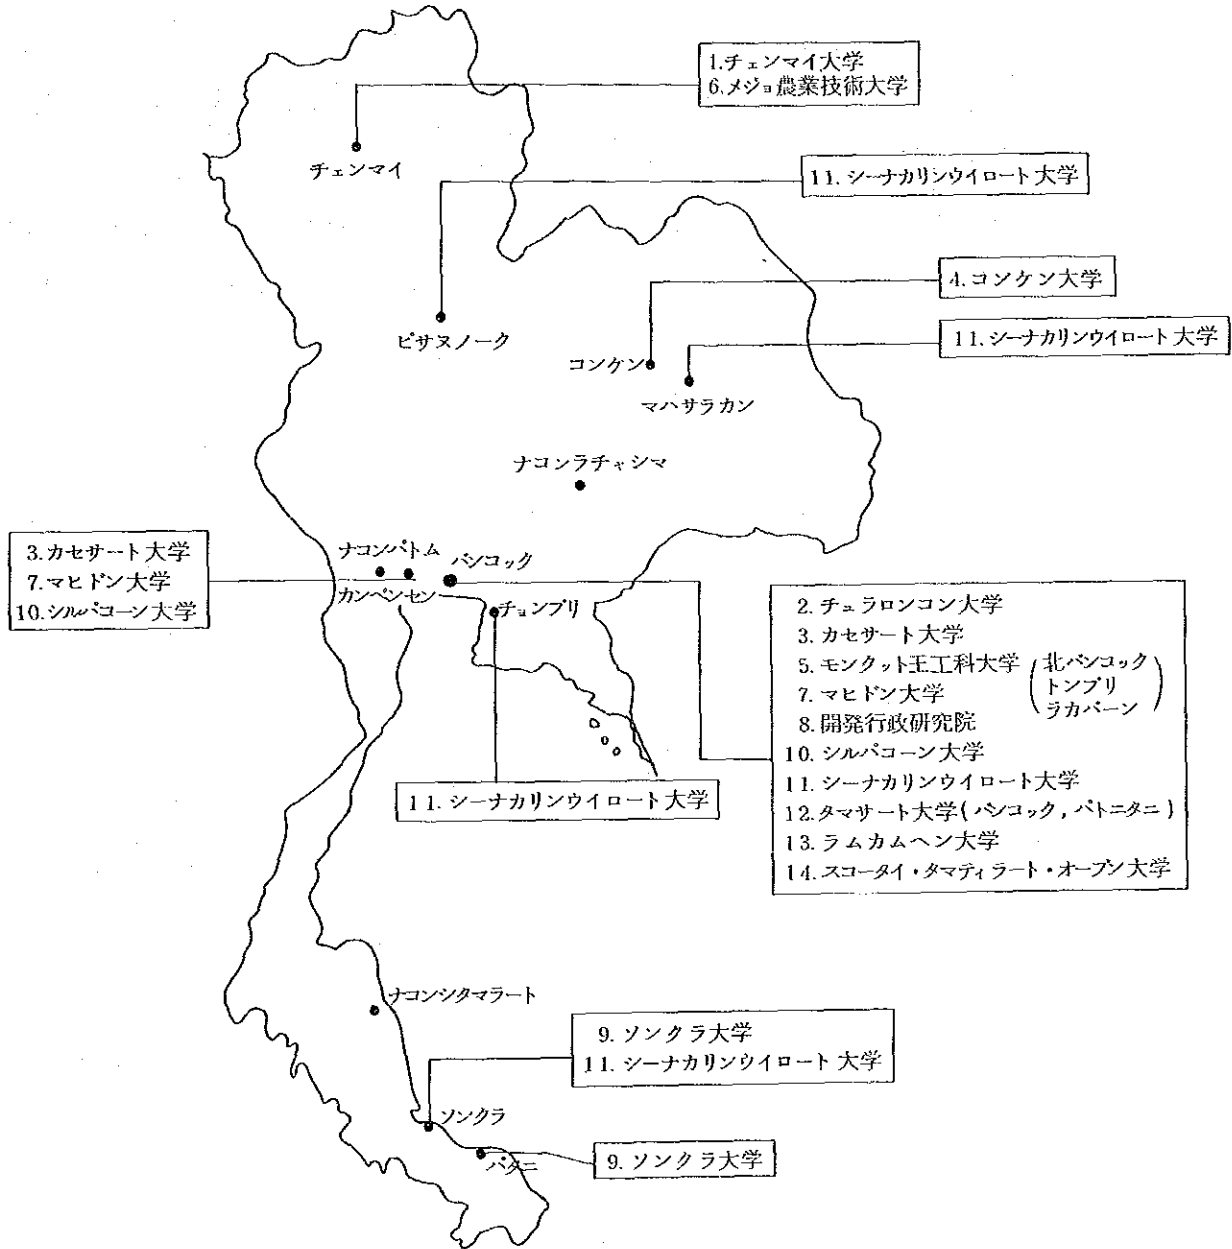 1.チェンマイ大学
6.メジョ農業技術大学
チェンマイ
11.シーナカリンウイロート大学
ピサヌノーク
4.コンケン大学
11.シーナカリンウイロート大学
コンケン
マハサラカン
ナコンラチャシマ
3.カセサート大学
7.マヒドン大学
10.シルパコーン大学
ナコンパトム
バンコック
カンペンセン
チョンブリ
2.チュラロンコン大学
3.カセサート大学
5.モンクット王工科大学(北バンコック
トンブリ
ラカバーン)
7.マヒドン大学
8.開発行政研究院
10.シルパコーン大学
11.シーナカリンウイロート大学
12.タマサート大学(バンコック,パトニタニ)
13.ラムカムヘン大学
14.スコータイ・タマティラート・オープン大学
11.シーナカリンウイロート大学
ナコンシタマラート
9.ソンクラ大学
11.シーナカリンウイロート大学
ソンクラ
パタニ
9.ソンクラ大学